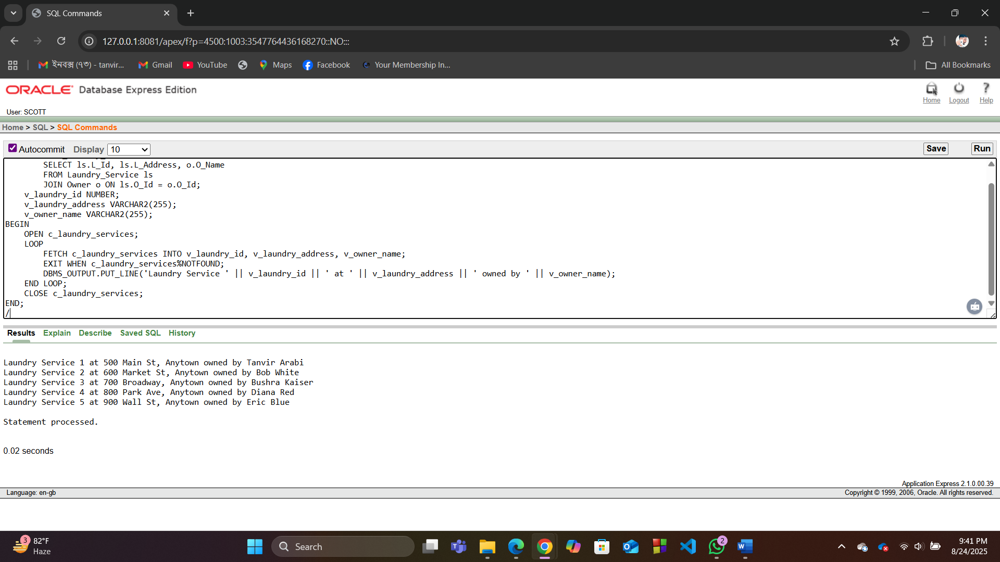 SQL Commands
127.0.0.1:8081/apex/f?p=4500:1003:3547764436168270::NO:::
ইনবক্স (৭৩) - tanvir...
Gmail
YouTube
Maps
Facebook
Your Membership In...
All Bookmarks
ORACLE Database Express Edition
Home
Logout
Help
User: SCOTT
Home > SQL > SQL Commands
Autocommit Display 10
Save
Run
SELECT ls.L_Id, ls.L_Address, o.O_Name
FROM Laundry_Service ls
JOIN Owner o ON ls.O_Id = o.O_Id;
v_laundry_id NUMBER;
v_laundry_address VARCHAR2(255);
v_owner_name VARCHAR2(255);
BEGIN
OPEN c_laundry_services;
LOOP
FETCH c_laundry_services INTO v_laundry_id, v_laundry_address, v_owner_name;
EXIT WHEN c_laundry_services%NOTFOUND;
DBMS_OUTPUT.PUT_LINE('Laundry Service ' || v_laundry_id || ' at ' || v_laundry_address || ' owned by ' || v_owner_name);
END LOOP;
CLOSE c_laundry_services;
END;
/
Results Explain Describe Saved SQL History
Laundry Service 1 at 500 Main St, Anytown owned by Tanvir Arabi
Laundry Service 2 at 600 Market St, Anytown owned by Bob White
Laundry Service 3 at 700 Broadway, Anytown owned by Bushra Kaiser
Laundry Service 4 at 800 Park Ave, Anytown owned by Diana Red
Laundry Service 5 at 900 Wall St, Anytown owned by Eric Blue
Statement processed.
0.02 seconds
Application Express 2.1.0.00.39
Language: en-gb
Copyright © 1999, 2006, Oracle. All rights reserved.
3
82°F
Haze
Search
2
9:41 PM
8/24/2025